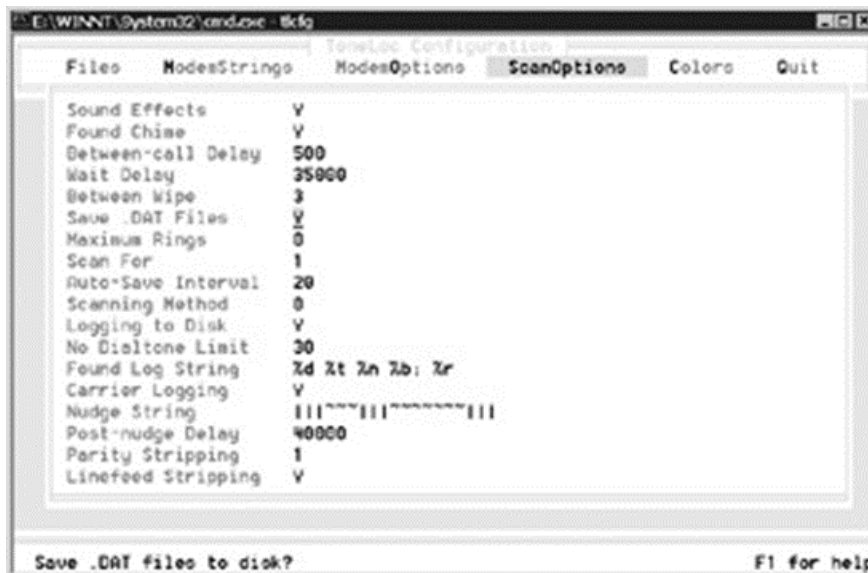 E:\WINNT\System32\cmd.exe - tlcfg
ToneLoc Configuration
Files ModemStrings ModemOptions ScanOptions Colors Quit
Sound Effects Y
Found Chime Y
Between-call Delay 500
Wait Delay 35000
Between Wipe 3
Save .DAT Files Y
Maximum Rings 0
Scan For 1
Auto-Save Interval 20
Scanning Method 0
Logging to Disk Y
No Dialtone Limit 30
Found Log String %d %t %n %b: %r
Carrier Logging Y
Nudge String |||~~~|||~~~~~~~|||
Post-nudge Delay 40000
Parity Stripping 1
Linefeed Stripping Y
Save .DAT files to disk? F1 for help